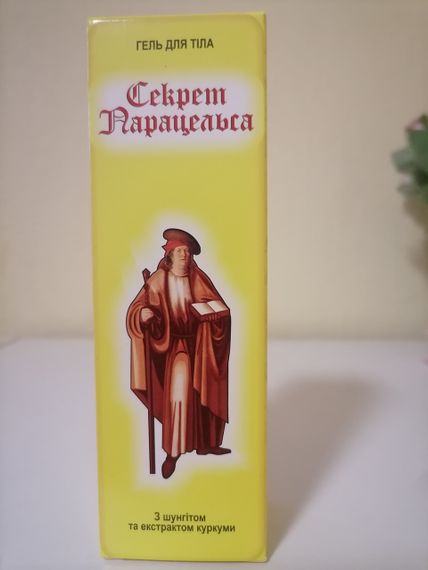 ГЕЛЬ ДЛЯ ТІЛА
Секрет
Парацельса
З шунгітом
та екстрактом куркуми